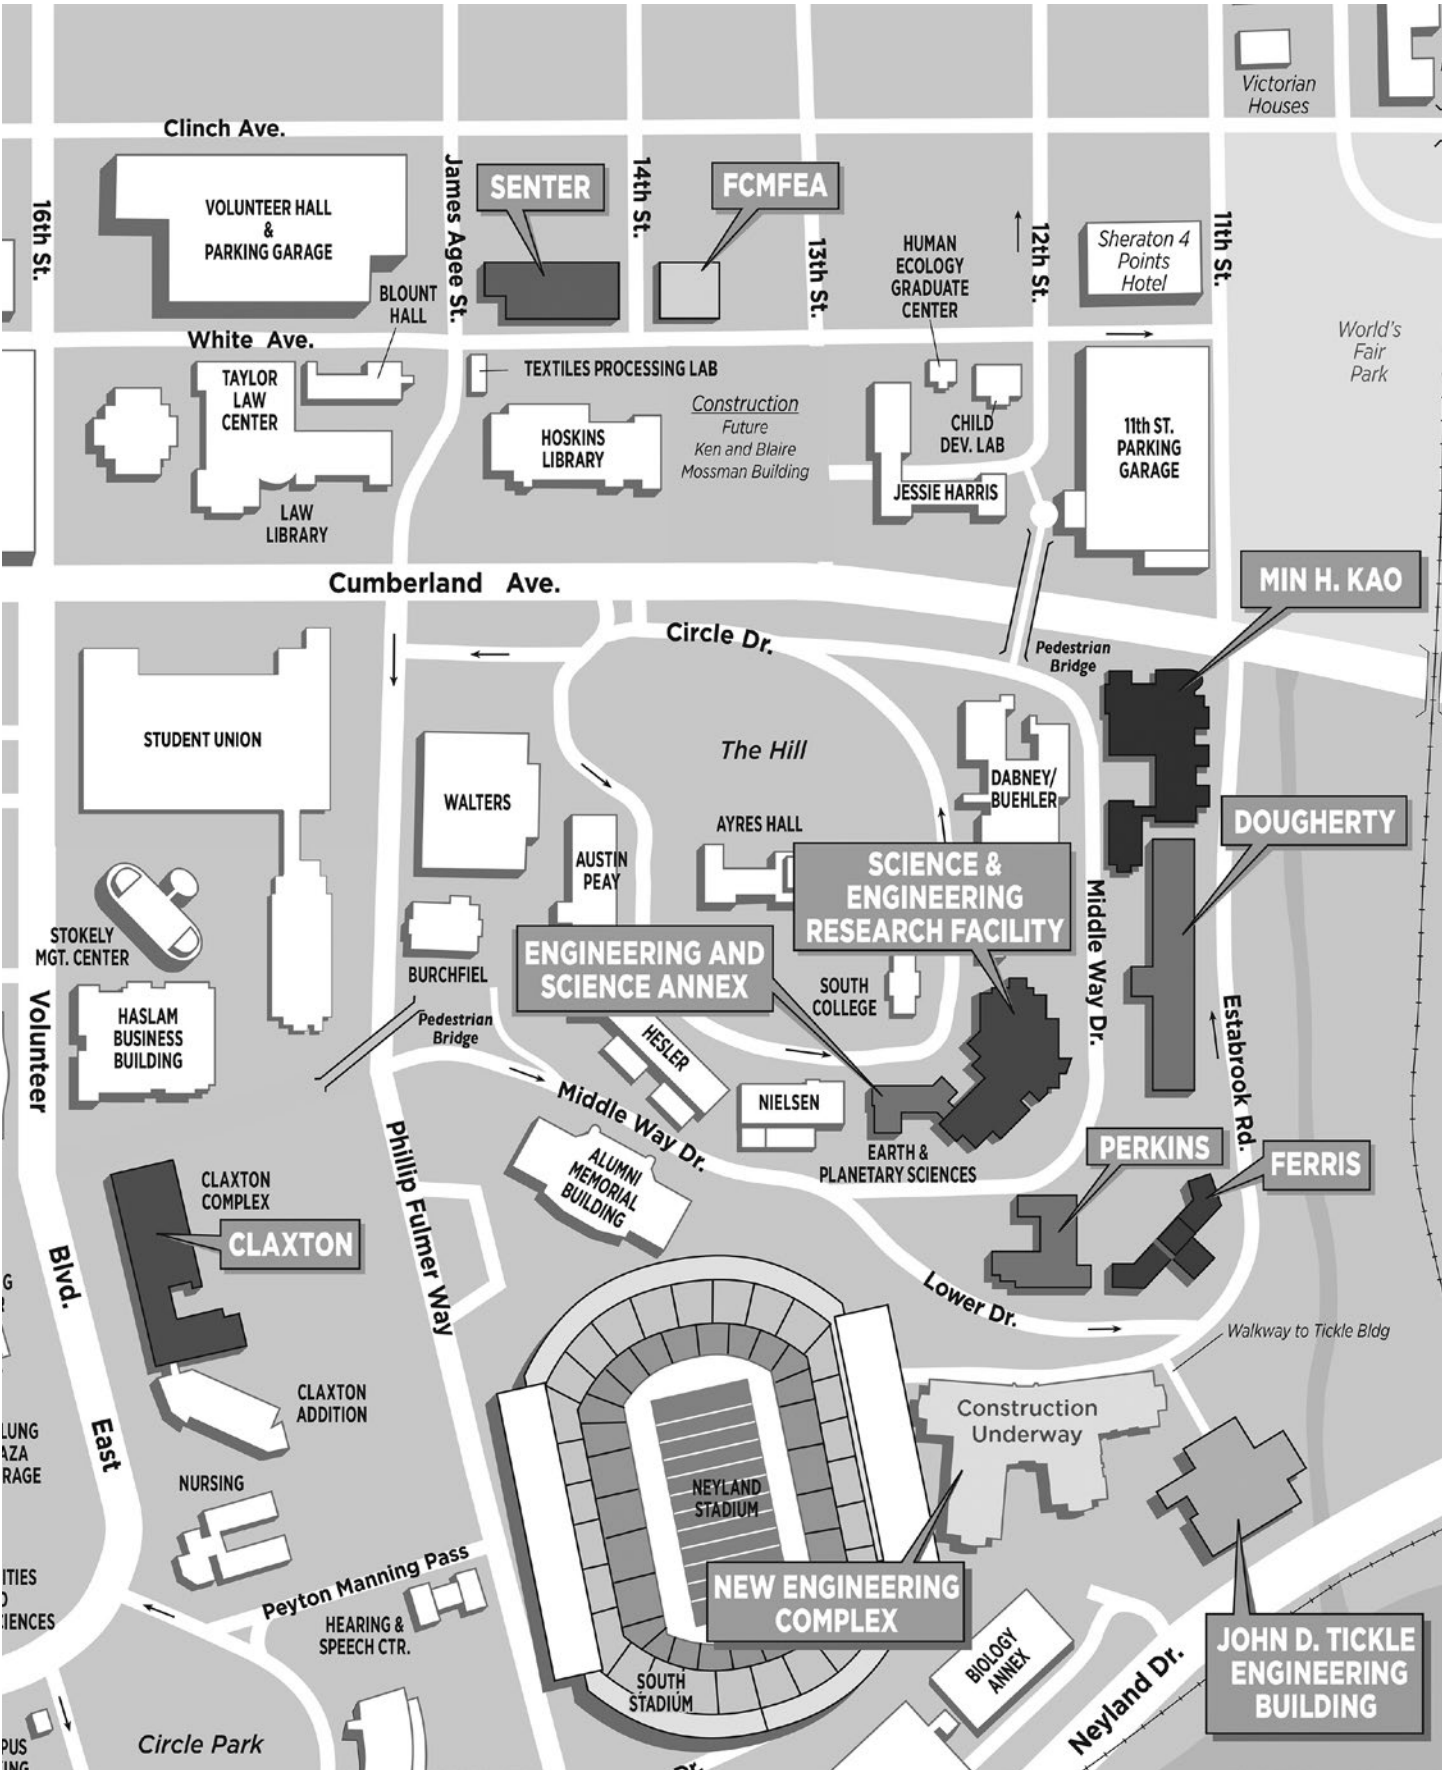 Victorian
Houses
Clinch Ave.
16th St.
VOLUNTEER HALL
&
PARKING GARAGE
James Agee St.
SENTER
14th St.
FCMFEA
13th St.
HUMAN
ECOLOGY
GRADUATE
CENTER
12th St.
Sheraton 4
Points
Hotel
11th St.
BLOUNT
HALL
White Ave.
World's
Fair
Park
TAYLOR
LAW
CENTER
TEXTILES PROCESSING LAB
Construction
Future
Ken and Blaire
Mossman Building
HOSKINS
LIBRARY
CHILD
DEV. LAB
11th ST.
PARKING
GARAGE
JESSIE HARRIS
LAW
LIBRARY
Cumberland Ave.
MIN H. KAO
Circle Dr.
Pedestrian
Bridge
STUDENT UNION
The Hill
WALTERS
DABNEY/
BUEHLER
DOUGHERTY
AYRES HALL
AUSTIN
PEAY
SCIENCE &
ENGINEERING
RESEARCH FACILITY
Middle Way Dr.
STOKELY
MGT. CENTER
BURCHFIEL
ENGINEERING AND
SCIENCE ANNEX
SOUTH
COLLEGE
Volunteer
HASLAM
BUSINESS
BUILDING
Pedestrian
Bridge
HESLER
Estabrook Rd.
NIELSEN
Middle Way Dr.
EARTH &
PLANETARY SCIENCES
PERKINS
FERRIS
Phillip Fulmer Way
ALUMNI
MEMORIAL
BUILDING
CLAXTON
COMPLEX
CLAXTON
Blvd.
G
Lower Dr.
Walkway to Tickle Bldg
CLAXTON
ADDITION
Construction
Underway
East
LUNG
AZA
RAGE
NURSING
NEYLAND
STADIUM
Peyton Manning Pass
ITIES
CIENCES
HEARING &
SPEECH CTR.
NEW ENGINEERING
COMPLEX
BIOLOGY
ANNEX
JOHN D. TICKLE
ENGINEERING
BUILDING
SOUTH
STADIUM
Neyland Dr.
Circle Park
PUS
Dr.